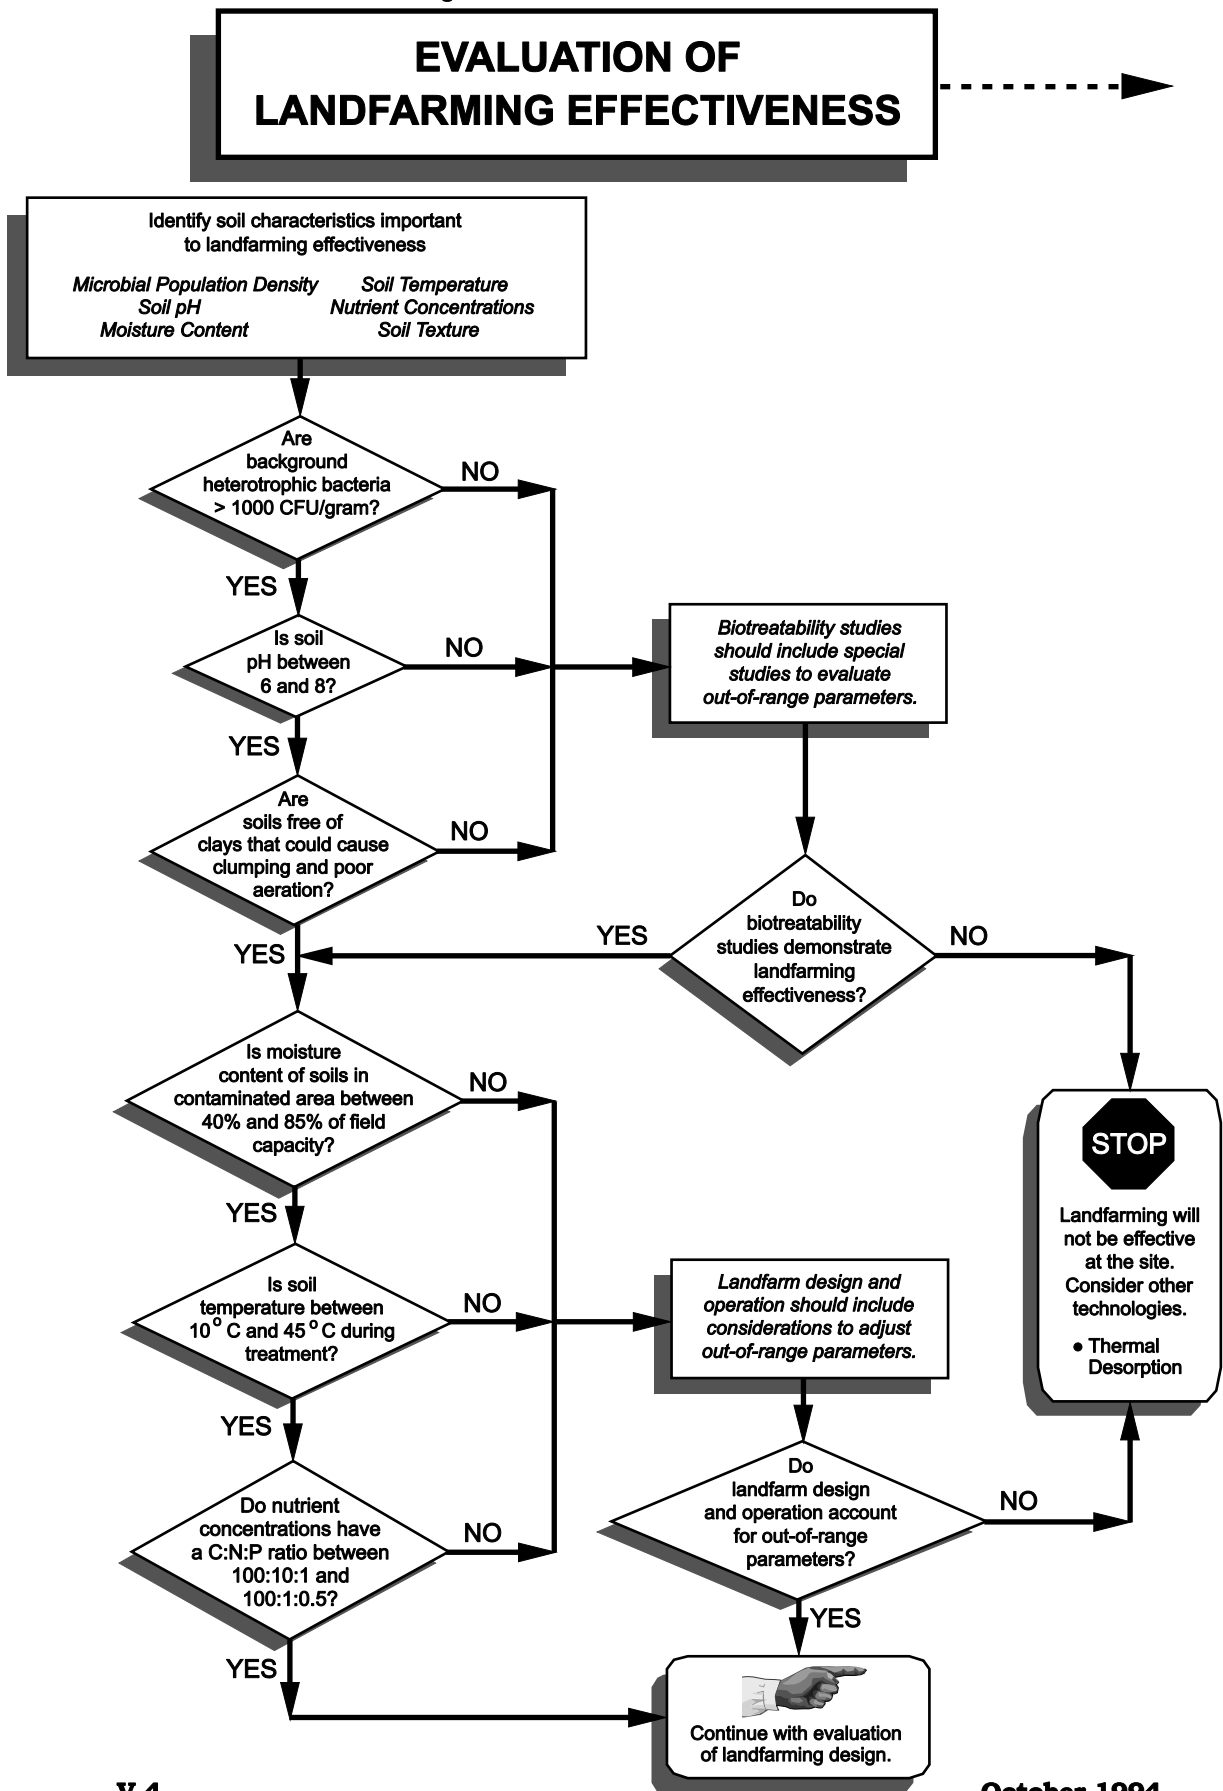 EVALUATION OF
LANDFARMING EFFECTIVENESS
Identify soil characteristics important
to landfarming effectiveness
Microbial Population Density
Soil pH
Moisture Content
Soil Temperature
Nutrient Concentrations
Soil Texture
Are
background
heterotrophic bacteria
> 1000 CFU/gram?
NO
YES
Is soil
pH between
6 and 8?
NO
YES
Are
soils free of
clays that could cause
clumping and poor
aeration?
NO
YES
Biotreatability studies
should include special
studies to evaluate
out-of-range parameters.
Do
biotreatability
studies demonstrate
landfarming
effectiveness?
YES
NO
Is moisture
content of soils in
contaminated area between
40% and 85% of field
capacity?
NO
YES
Is soil
temperature between
10° C and 45° C during
treatment?
NO
YES
Do nutrient
concentrations have
a C:N:P ratio between
100:10:1 and
100:1:0.5?
NO
YES
Landfarm design and
operation should include
considerations to adjust
out-of-range parameters.
Do
landfarm design
and operation account
for out-of-range
parameters?
NO
YES
STOP
Landfarming will
not be effective
at the site.
Consider other
technologies.
● Thermal
Desorption
Continue with evaluation
of landfarming design.
V-4
October 1994